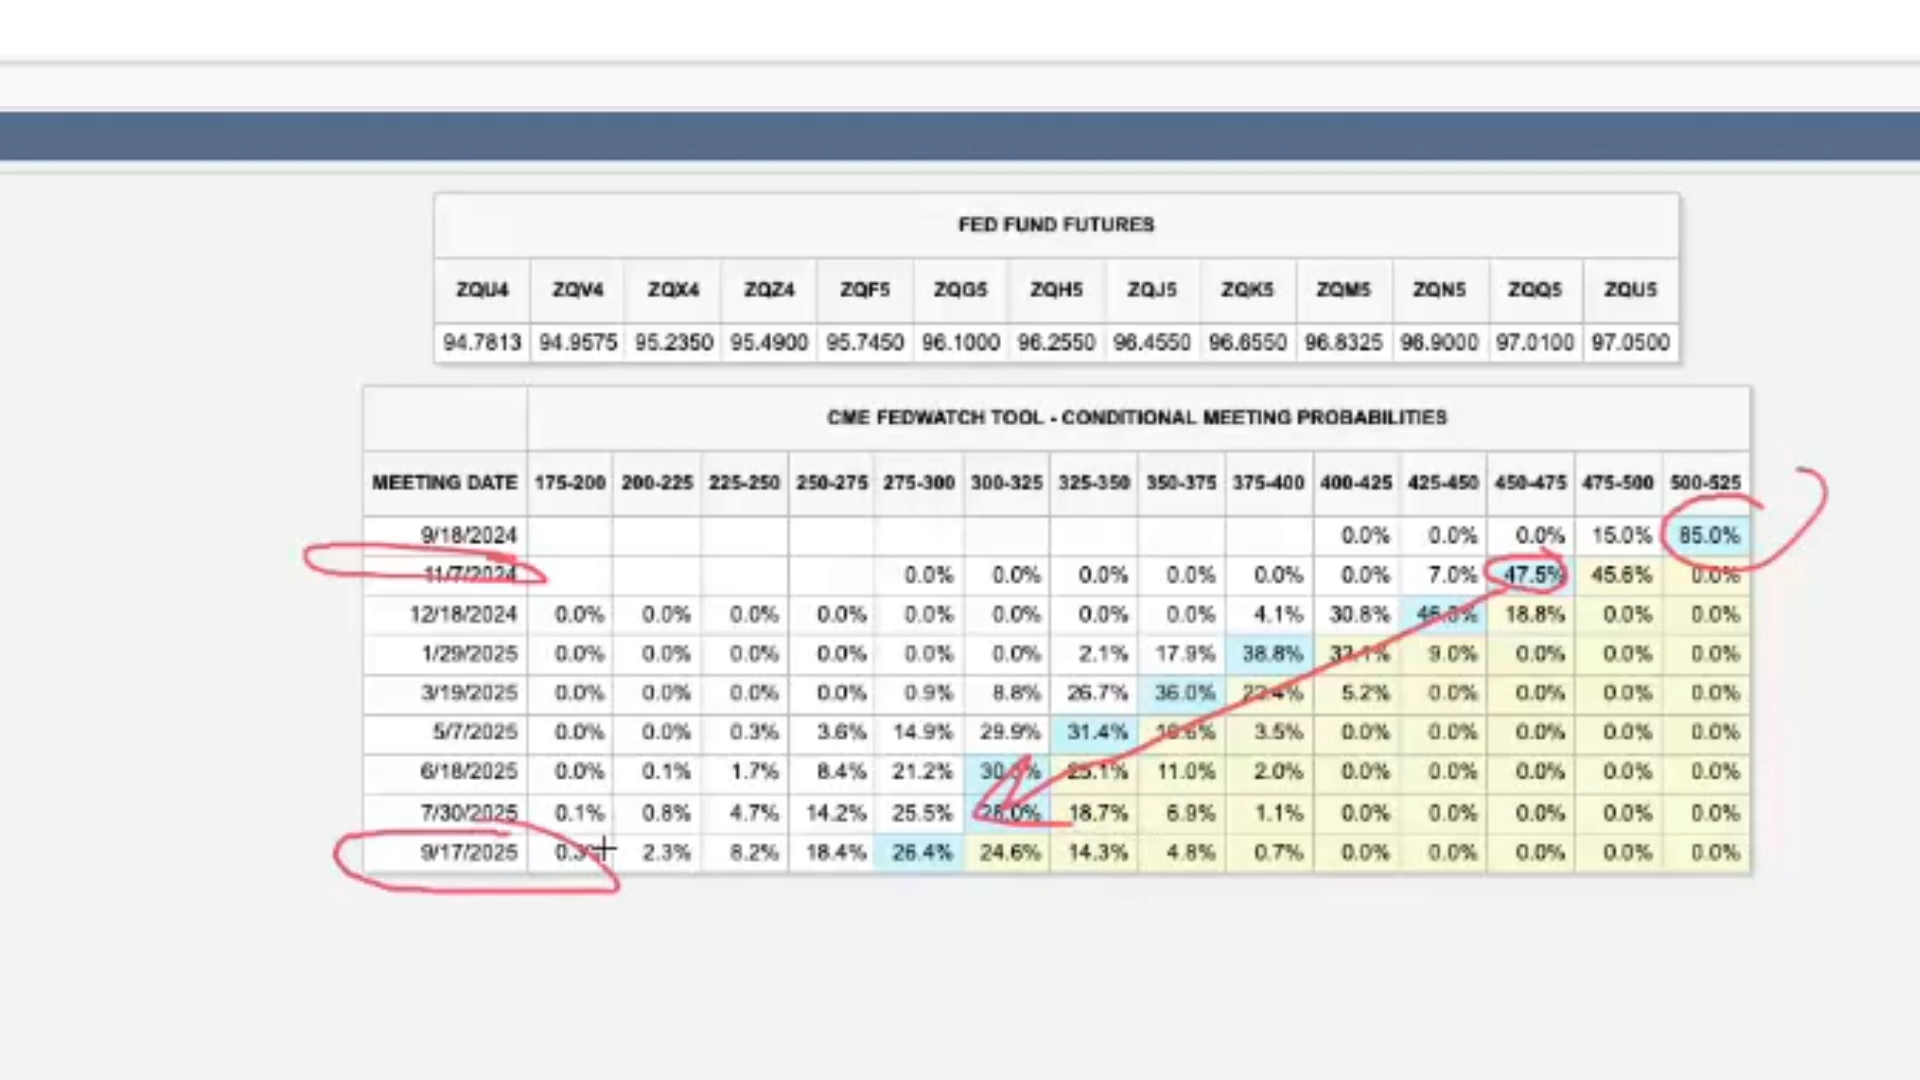 FED FUND FUTURES
ZQU4 ZQV4 ZQX4 ZQZ4 ZQF5 ZQG5 ZQH5 ZQJ5 ZQK5 ZQM5 ZQN5 ZQQ5 ZQU5
94.7813 94.9575 95.2350 95.4900 95.7450 96.1000 96.2550 96.4550 96.6550 96.8325 96.9000 97.0100 97.0500
CME FEDWATCH TOOL - CONDITIONAL MEETING PROBABILITIES
MEETING DATE 175-200 200-225 225-250 250-275 275-300 300-325 325-350 350-375 375-400 400-425 425-450 450-475 475-500 500-525
9/18/2024 0.0% 0.0% 0.0% 15.0% 85.0%
11/7/2024 0.0% 0.0% 0.0% 0.0% 0.0% 0.0% 7.0% 47.5% 45.6% 0.0%
12/18/2024 0.0% 0.0% 0.0% 0.0% 0.0% 0.0% 0.0% 0.0% 4.1% 30.8% 18.8% 0.0% 0.0%
1/29/2025 0.0% 0.0% 0.0% 0.0% 0.0% 0.0% 2.1% 17.9% 38.8% 9.0% 0.0% 0.0% 0.0%
3/19/2025 0.0% 0.0% 0.0% 0.0% 0.9% 8.8% 26.7% 36.0% 22.4% 5.2% 0.0% 0.0% 0.0% 0.0%
5/7/2025 0.0% 0.0% 0.3% 3.6% 14.9% 29.9% 31.4% 3.5% 0.0% 0.0% 0.0% 0.0% 0.0%
6/18/2025 0.0% 0.1% 1.7% 8.4% 21.2% 25.1% 11.0% 2.0% 0.0% 0.0% 0.0% 0.0% 0.0%
7/30/2025 0.1% 0.8% 4.7% 14.2% 25.5% 28.0% 18.7% 6.9% 1.1% 0.0% 0.0% 0.0% 0.0% 0.0%
9/17/2025 2.3% 8.2% 18.4% 26.4% 24.6% 14.3% 4.8% 0.7% 0.0% 0.0% 0.0% 0.0% 0.0%